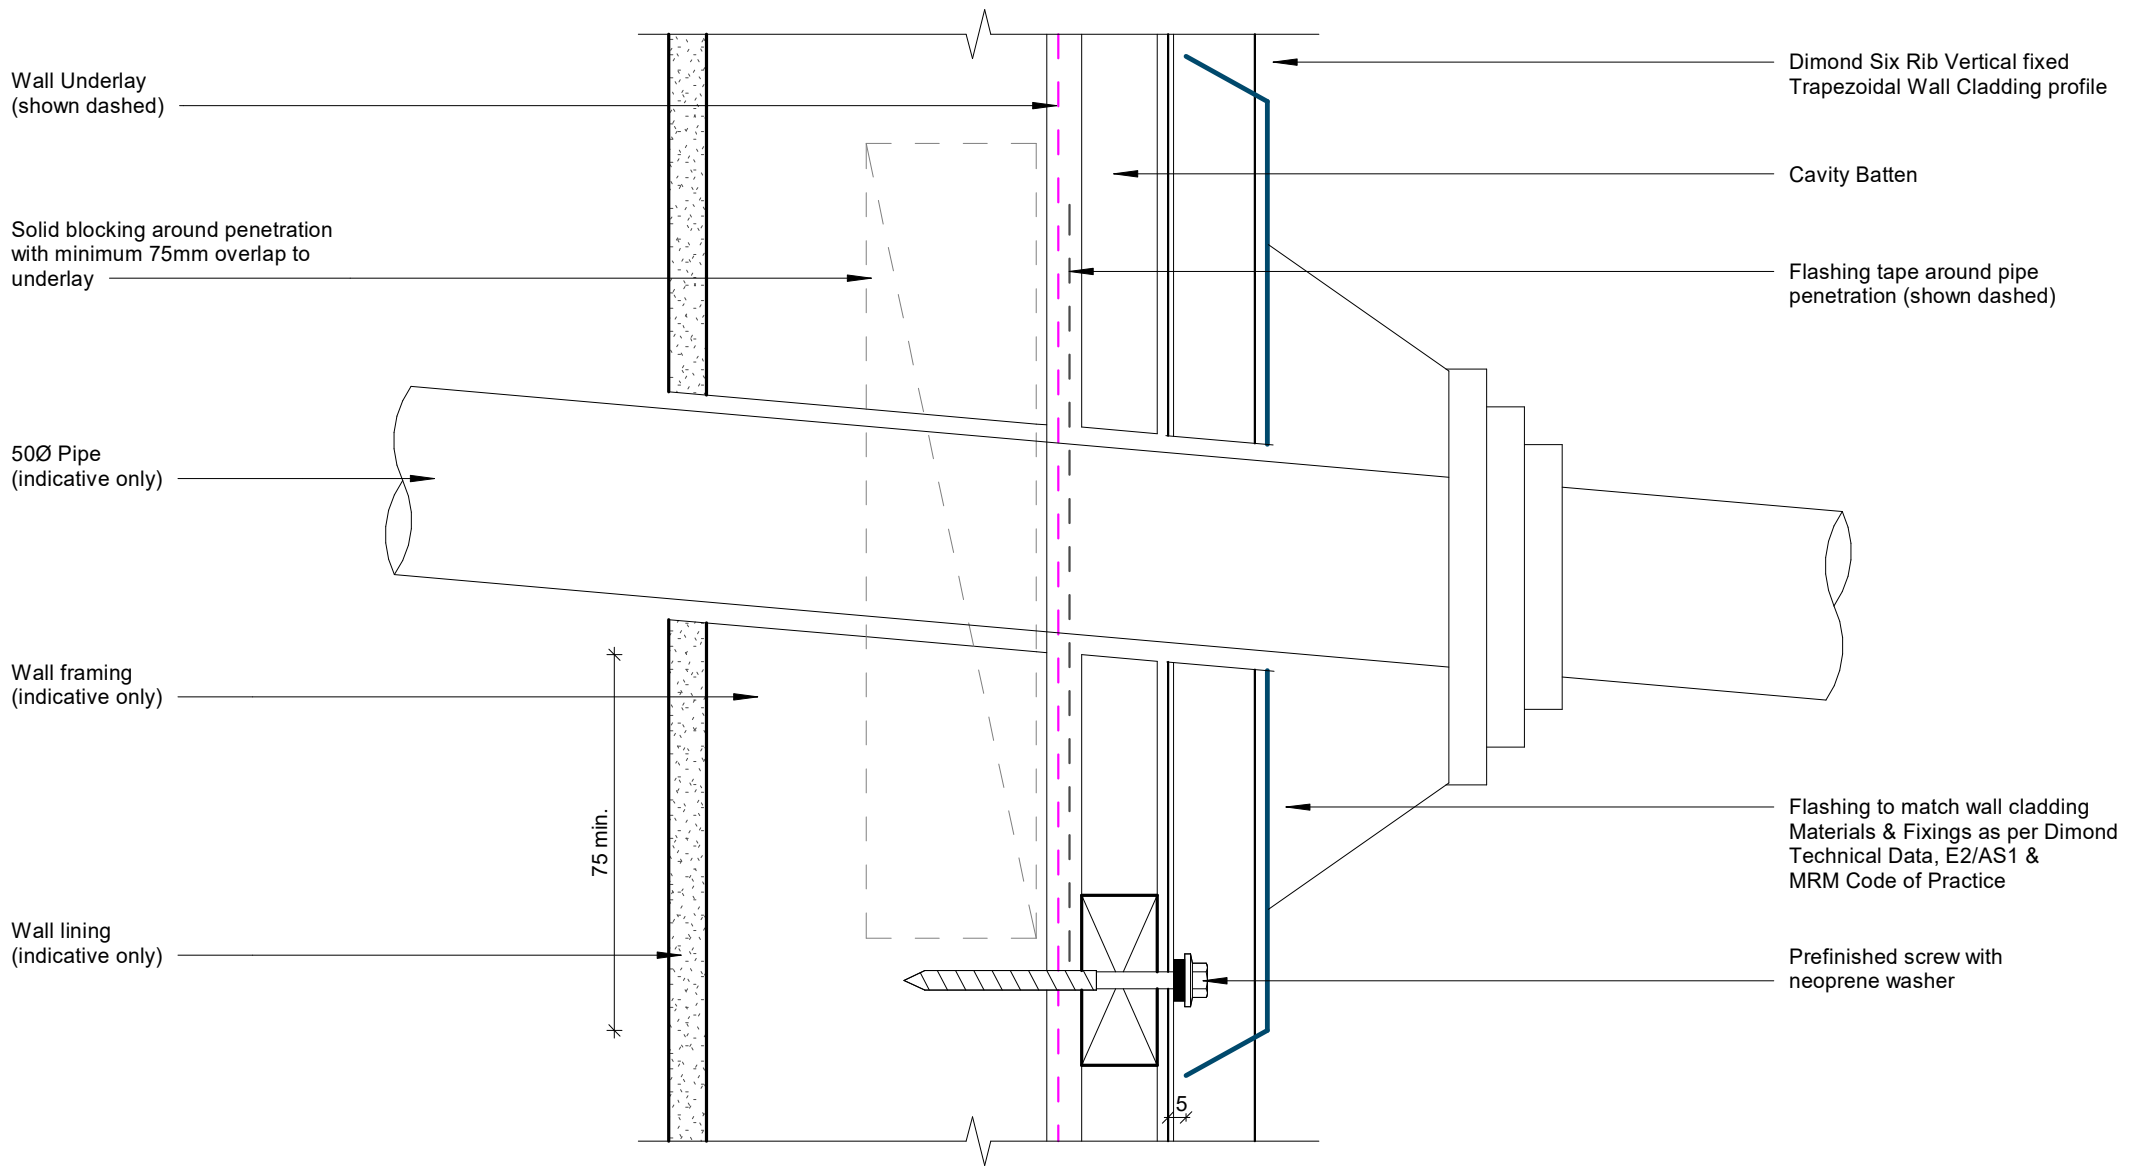 Wall Underlay
(shown dashed)
Solid blocking around penetration
with minimum 75mm overlap to
underlay
50Ø Pipe
(indicative only)
Wall framing
(indicative only)
75 min.
Wall lining
(indicative only)
5
Dimond Six Rib Vertical fixed
Trapezoidal Wall Cladding profile
Cavity Batten
Flashing tape around pipe
penetration (shown dashed)
Flashing to match wall cladding
Materials & Fixings as per Dimond
Technical Data, E2/AS1 &
MRM Code of Practice
Prefinished screw with
neoprene washer